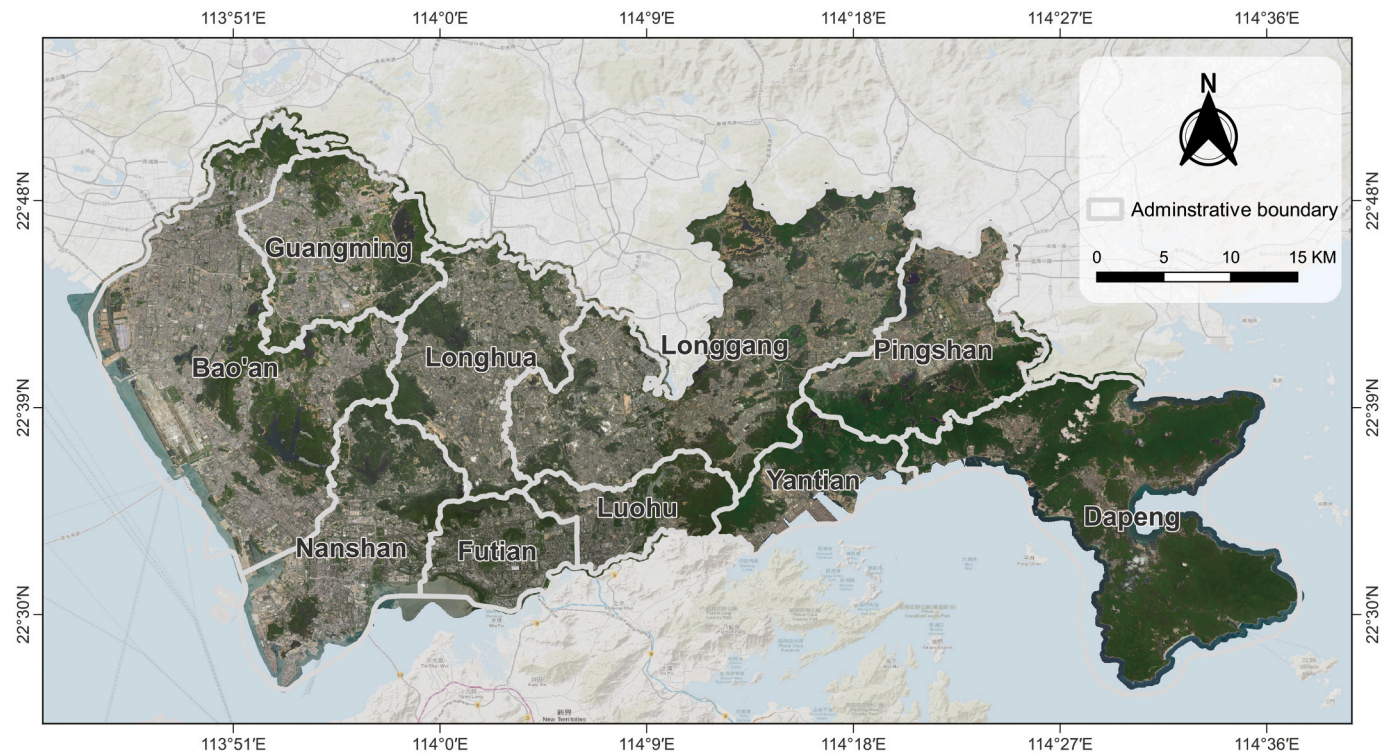 113°51'E
114°0'E
114°9'E
114°18'E
114°27'E
114°36'E
N
Adminstrative boundary
0 5 10 15 KM
22°48'N
22°48'N
Guangming
Longgang
Pingshan
Longhua
Bao'an
22°39'N
22°39'N
Yantian
Luohu
Dapeng
Nanshan
Futian
22°30'N
22°30'N
新界
New Territories
113°51'E
114°0'E
114°9'E
114°18'E
114°27'E
114°36'E